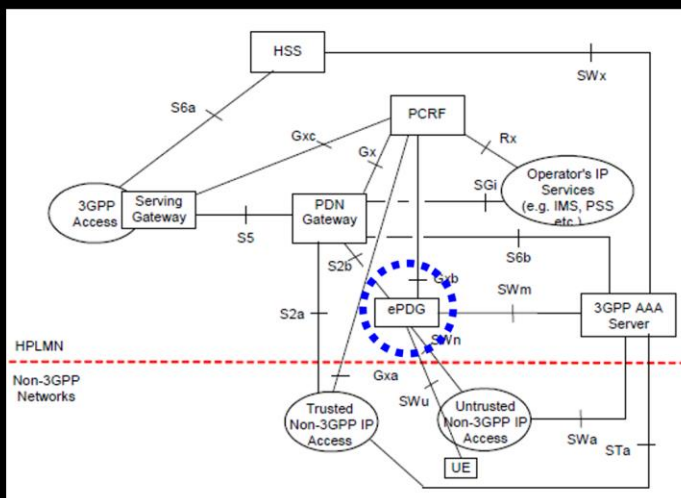 HSS
SWx
S6a
PCRF
Gxc
Gx
Rx
3GPP
Access
Serving
Gateway
PDN
Gateway
SGi
Operator's IP
Services
(e.g. IMS, PSS
etc.)
S5
S2b
S6b
Gxb
SWm
S2a
ePDG
3GPP AAA
Server
SWn
HPLMN
Non-3GPP
Networks
Gxa
SWu
Trusted
Non-3GPP IP
Access
Untrusted
Non-3GPP IP
Access
SWa
STa
UE